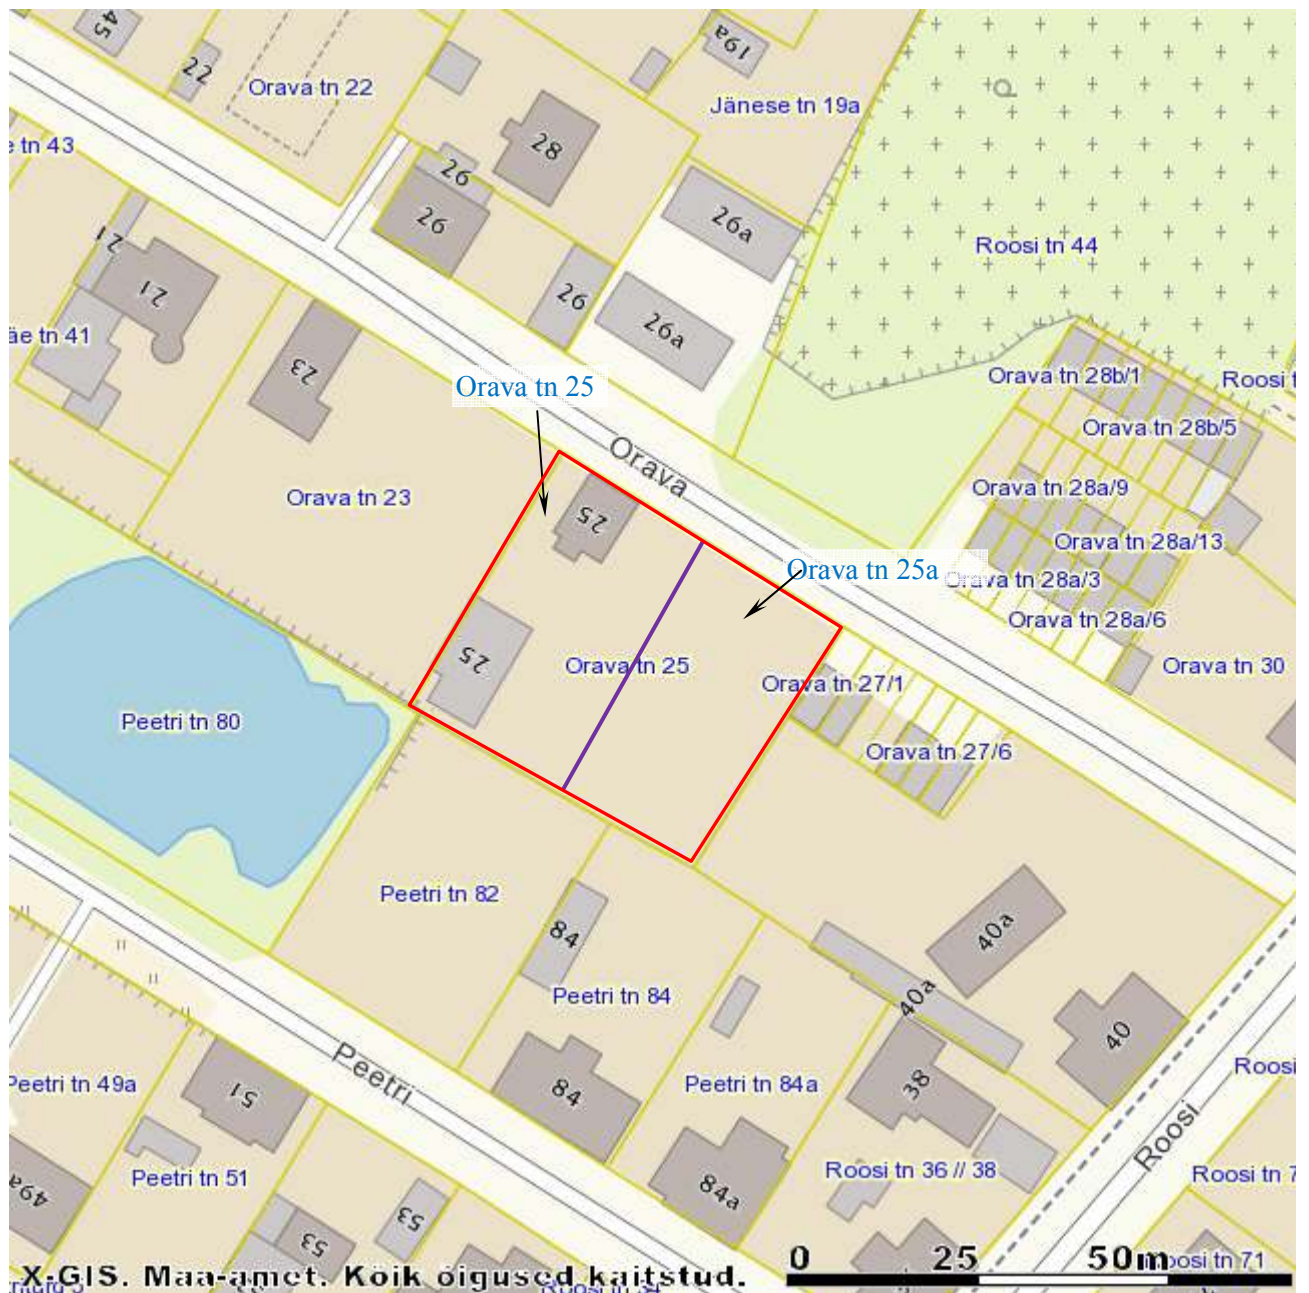 45
22
Orava tn 22
19a
Jänese tn 19a
28
26
26
26a
Roosi tn 44
e tn 43
21
21
26
26a
äe tn 41
23
Orava tn 25
Orava tn 28b/1
Roosi t
Orava tn 28b/5
Orava
Orava tn 23
25
Orava tn 28a/9
Orava tn 28a/13
Orava tn 25a
Orava tn 28a/3
Orava tn 28a/6
25
Orava tn 25
Orava tn 30
Orava tn 27/1
Peetri tn 80
Orava tn 27/6
Peetri tn 82
84
40a
Peetri tn 84
40a
40
Peetri
Peetri tn 49a
51
84
Peetri tn 84a
38
Roosi
Roosi
Peetri tn 51
Roosi tn 36 // 38
Roosi tn 7
49a
84a
53
53
X-GIS. Maa-amet. Kõik õigused kaitstud.
0 25 50m
oosi tn 71